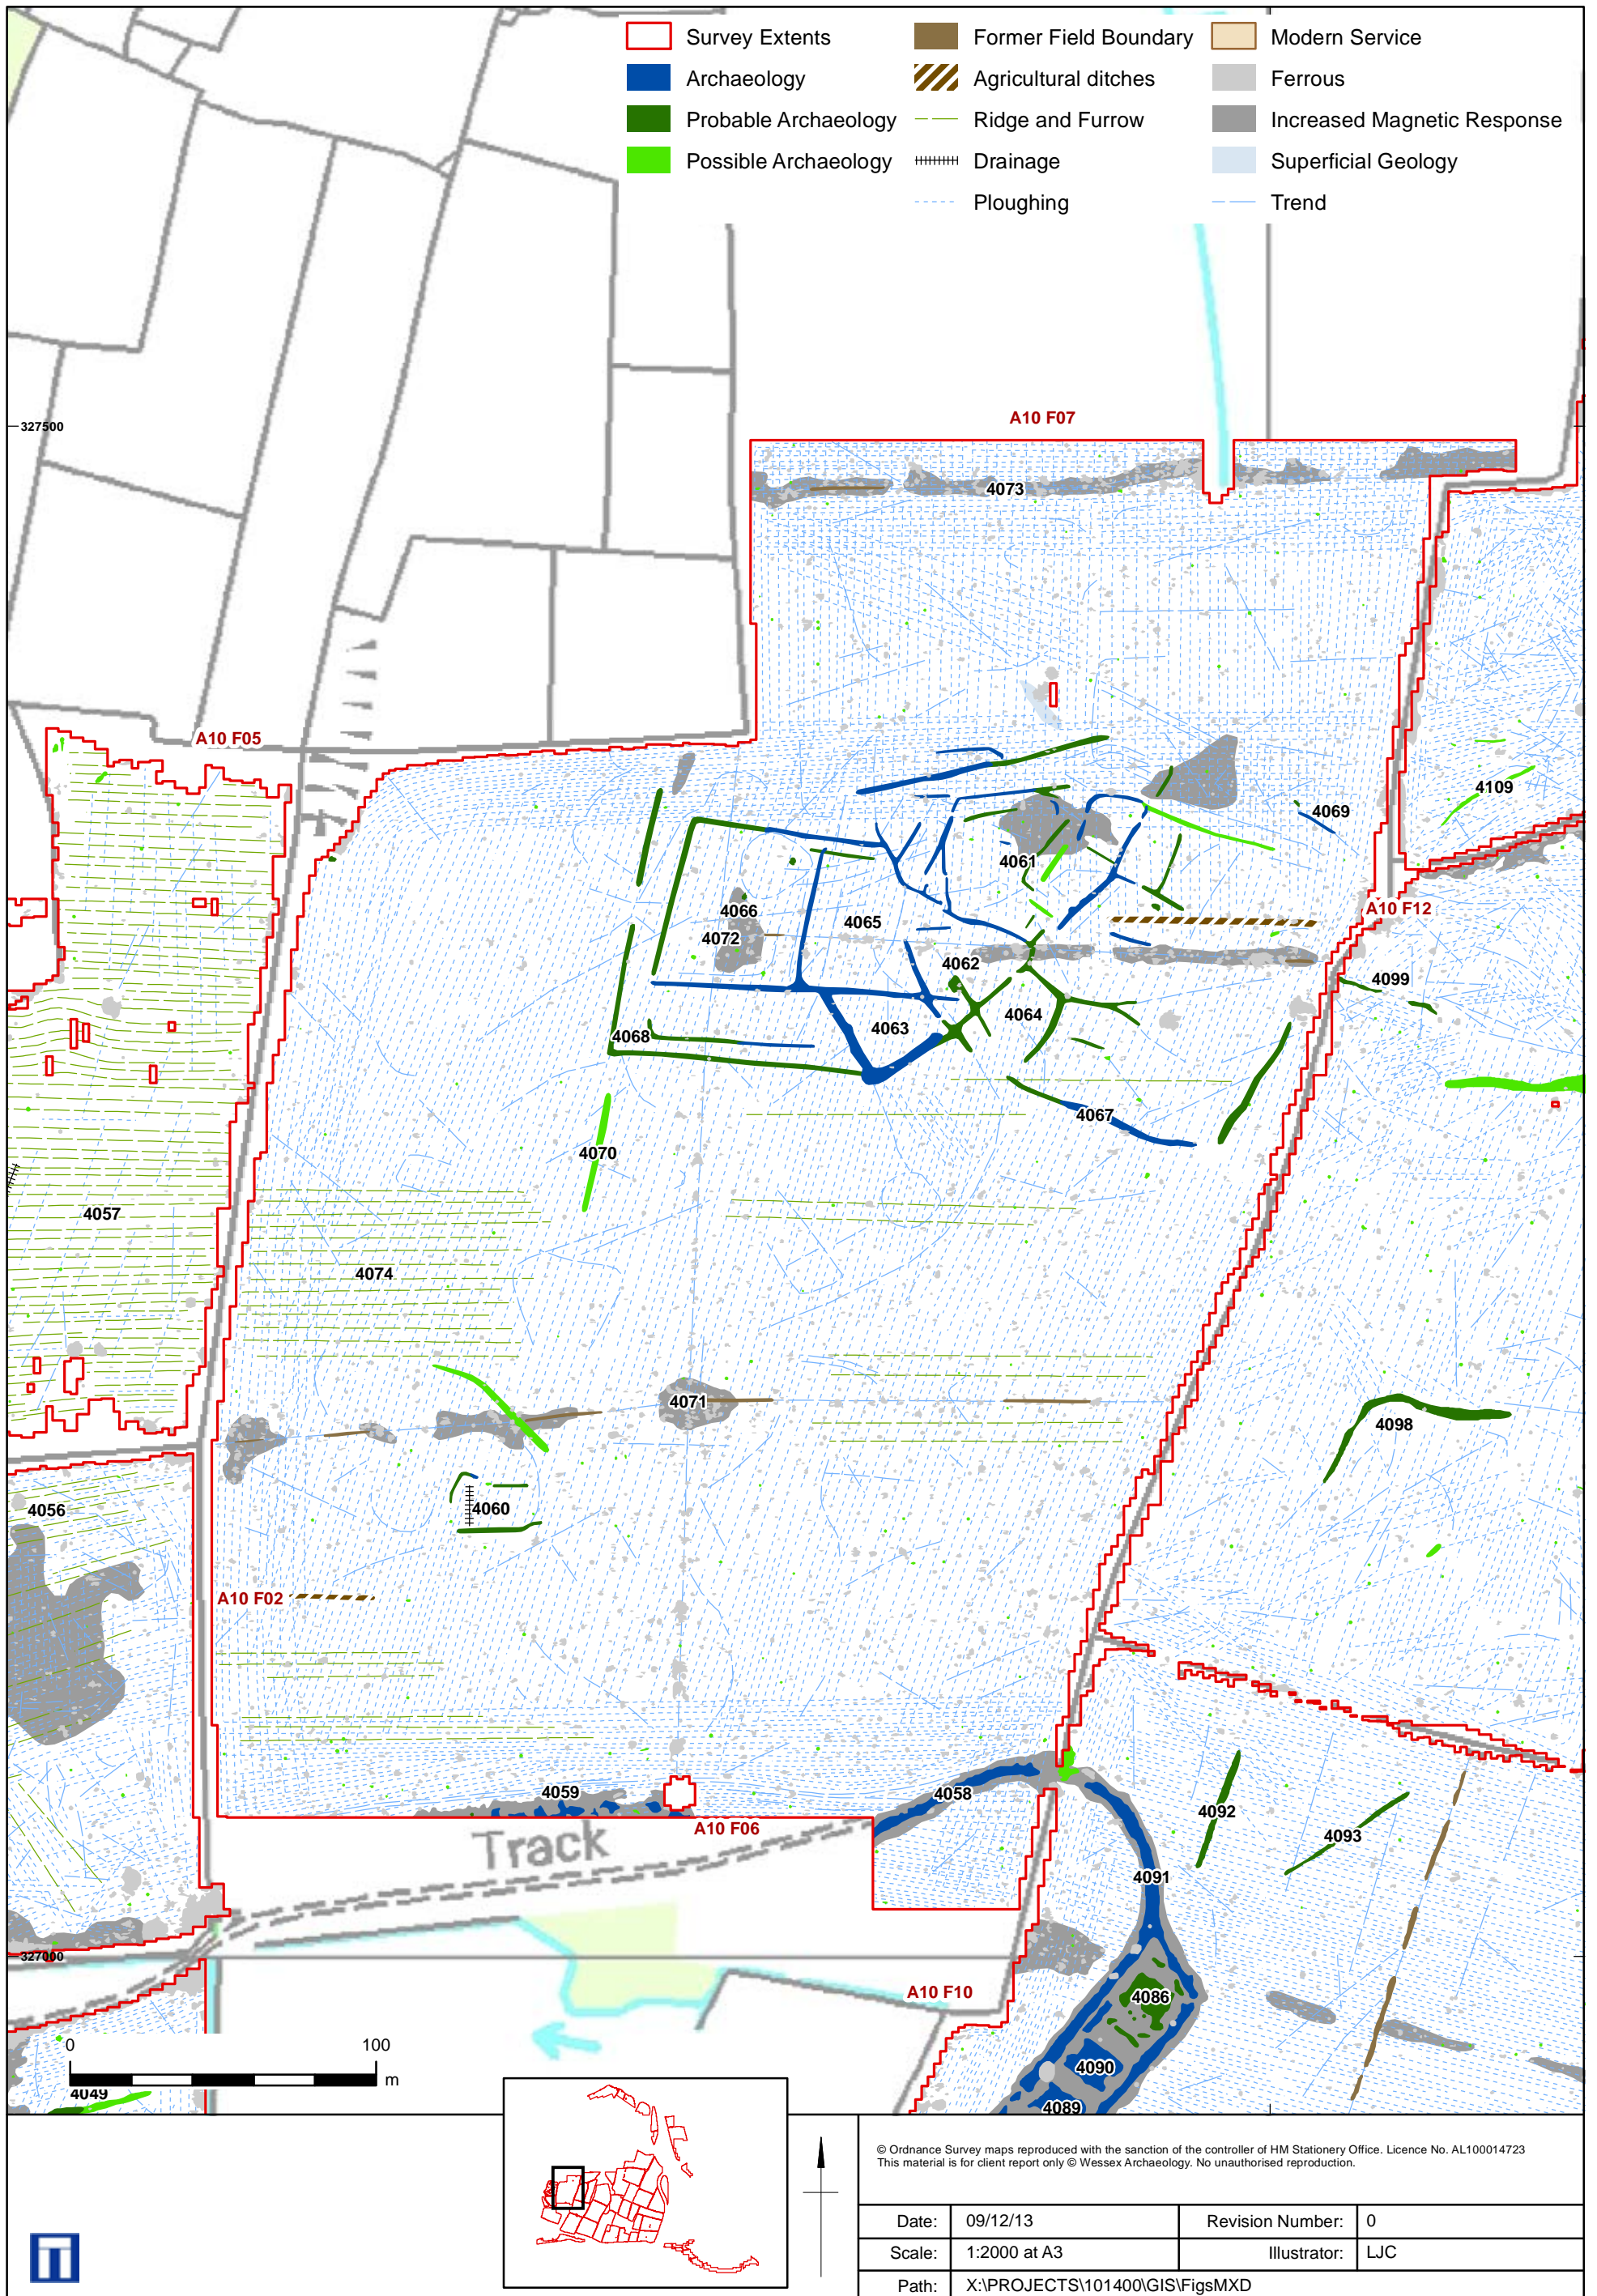 Survey Extents
Archaeology
Probable Archaeology
Possible Archaeology
Former Field Boundary
Agricultural ditches
Ridge and Furrow
Drainage
Ploughing
Modern Service
Ferrous
Increased Magnetic Response
Superficial Geology
Trend
327500
A10 F07
4073
A10 F05
4109
4069
4061
4066
4065
4072
A10 F12
4062
4099
4057
4064
4063
4068
4067
4070
4074
4071
4098
4056
4060
A10 F02
4059
4058
4092
A10 F06
4093
Track
4091
327000
A10 F10
4086
0 100
m
4090
4049
4089
© Ordnance Survey maps reproduced with the sanction of the controller of HM Stationery Office. Licence No. AL100014723
This material is for client report only © Wessex Archaeology. No unauthorised reproduction.
Date: 09/12/13 Revision Number: 0
Scale: 1:2000 at A3 Illustrator: LJC
Path: X:\PROJECTS\101400\GIS\FigsMXD